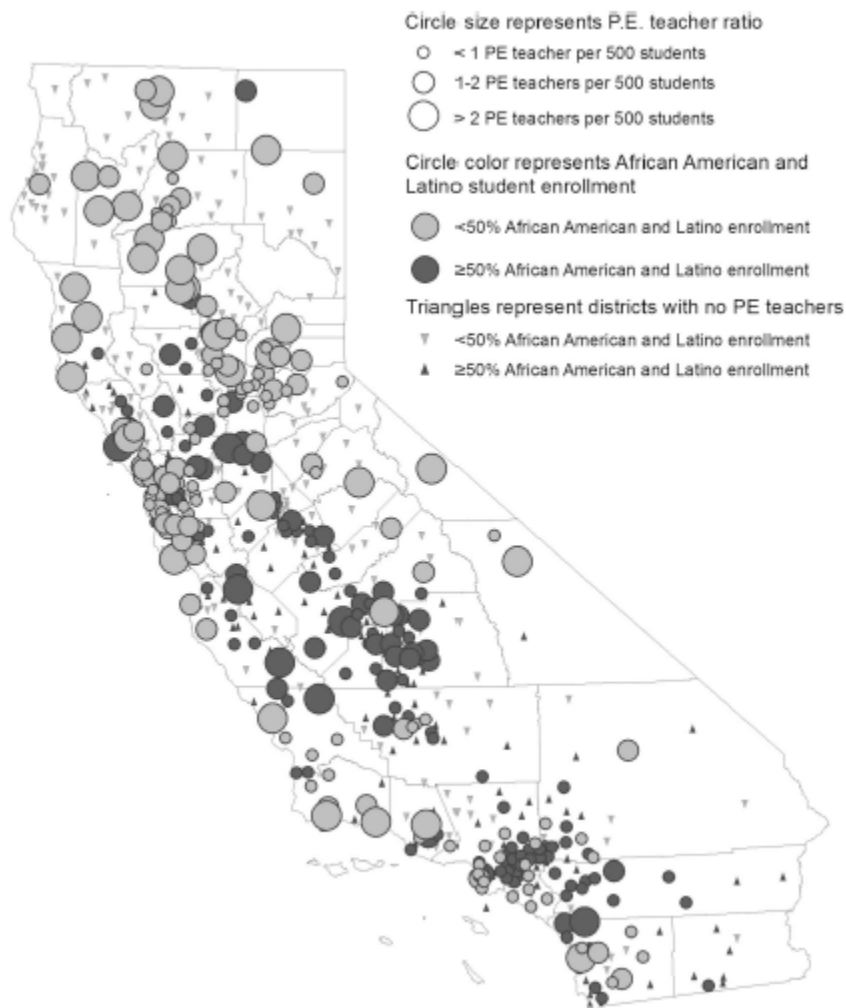 Circle size represents P.E. teacher ratio
< 1 PE teacher per 500 students
1-2 PE teachers per 500 students
> 2 PE teachers per 500 students
Circle color represents African American and
Latino student enrollment
<50% African American and Latino enrollment
≥50% African American and Latino enrollment
Triangles represent districts with no PE teachers
<50% African American and Latino enrollment
≥50% African American and Latino enrollment